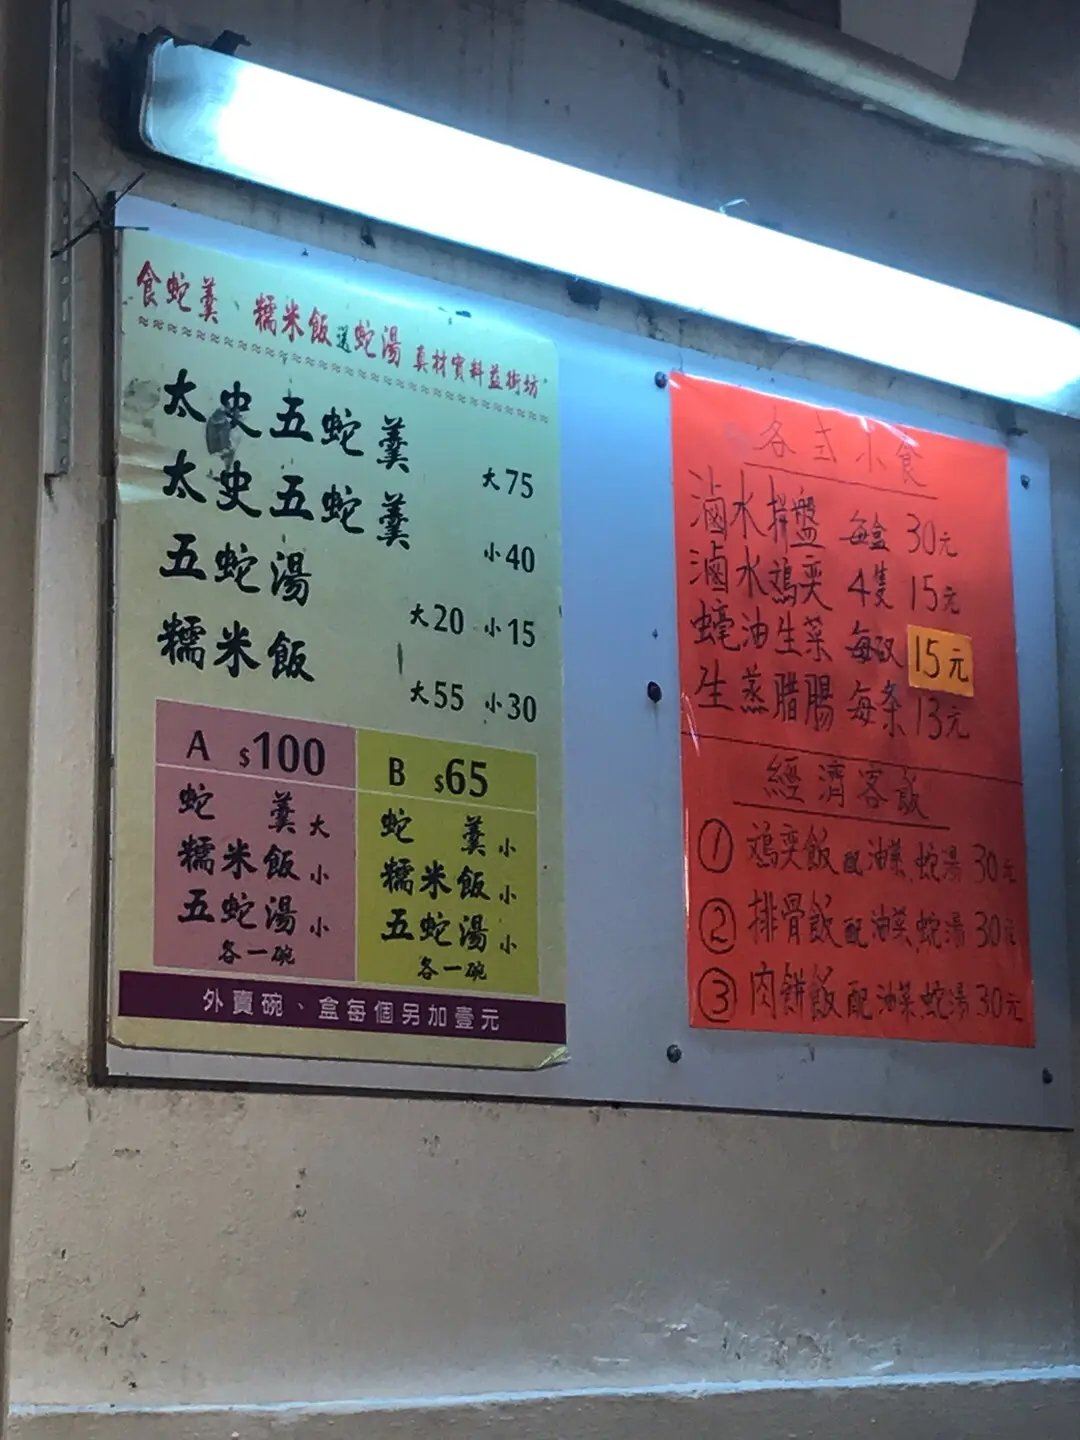 食蛇羹、糯米飯送蛇湯 真材實料益街坊
太史五蛇羹 大75
太史五蛇羹 小40
五蛇湯 大20 小15
糯米飯 大55 小30
A $100
蛇羹大
糯米飯小
五蛇湯小
各一碗
B $65
蛇羹小
糯米飯小
五蛇湯小
各一碗
外賣碗、盒每個另加壹元
各式小食
滷水拼盤 每盒 30元
滷水鷄奕 4隻 15元
蠔油生菜 每砍 15元
生蒸腊腸 每条 13元
經濟客飯
① 鷄奕飯配油菜.蛇湯 30元
② 排骨飯配油菜.蛇湯 30元
③ 肉餅飯配油菜蛇湯 30元